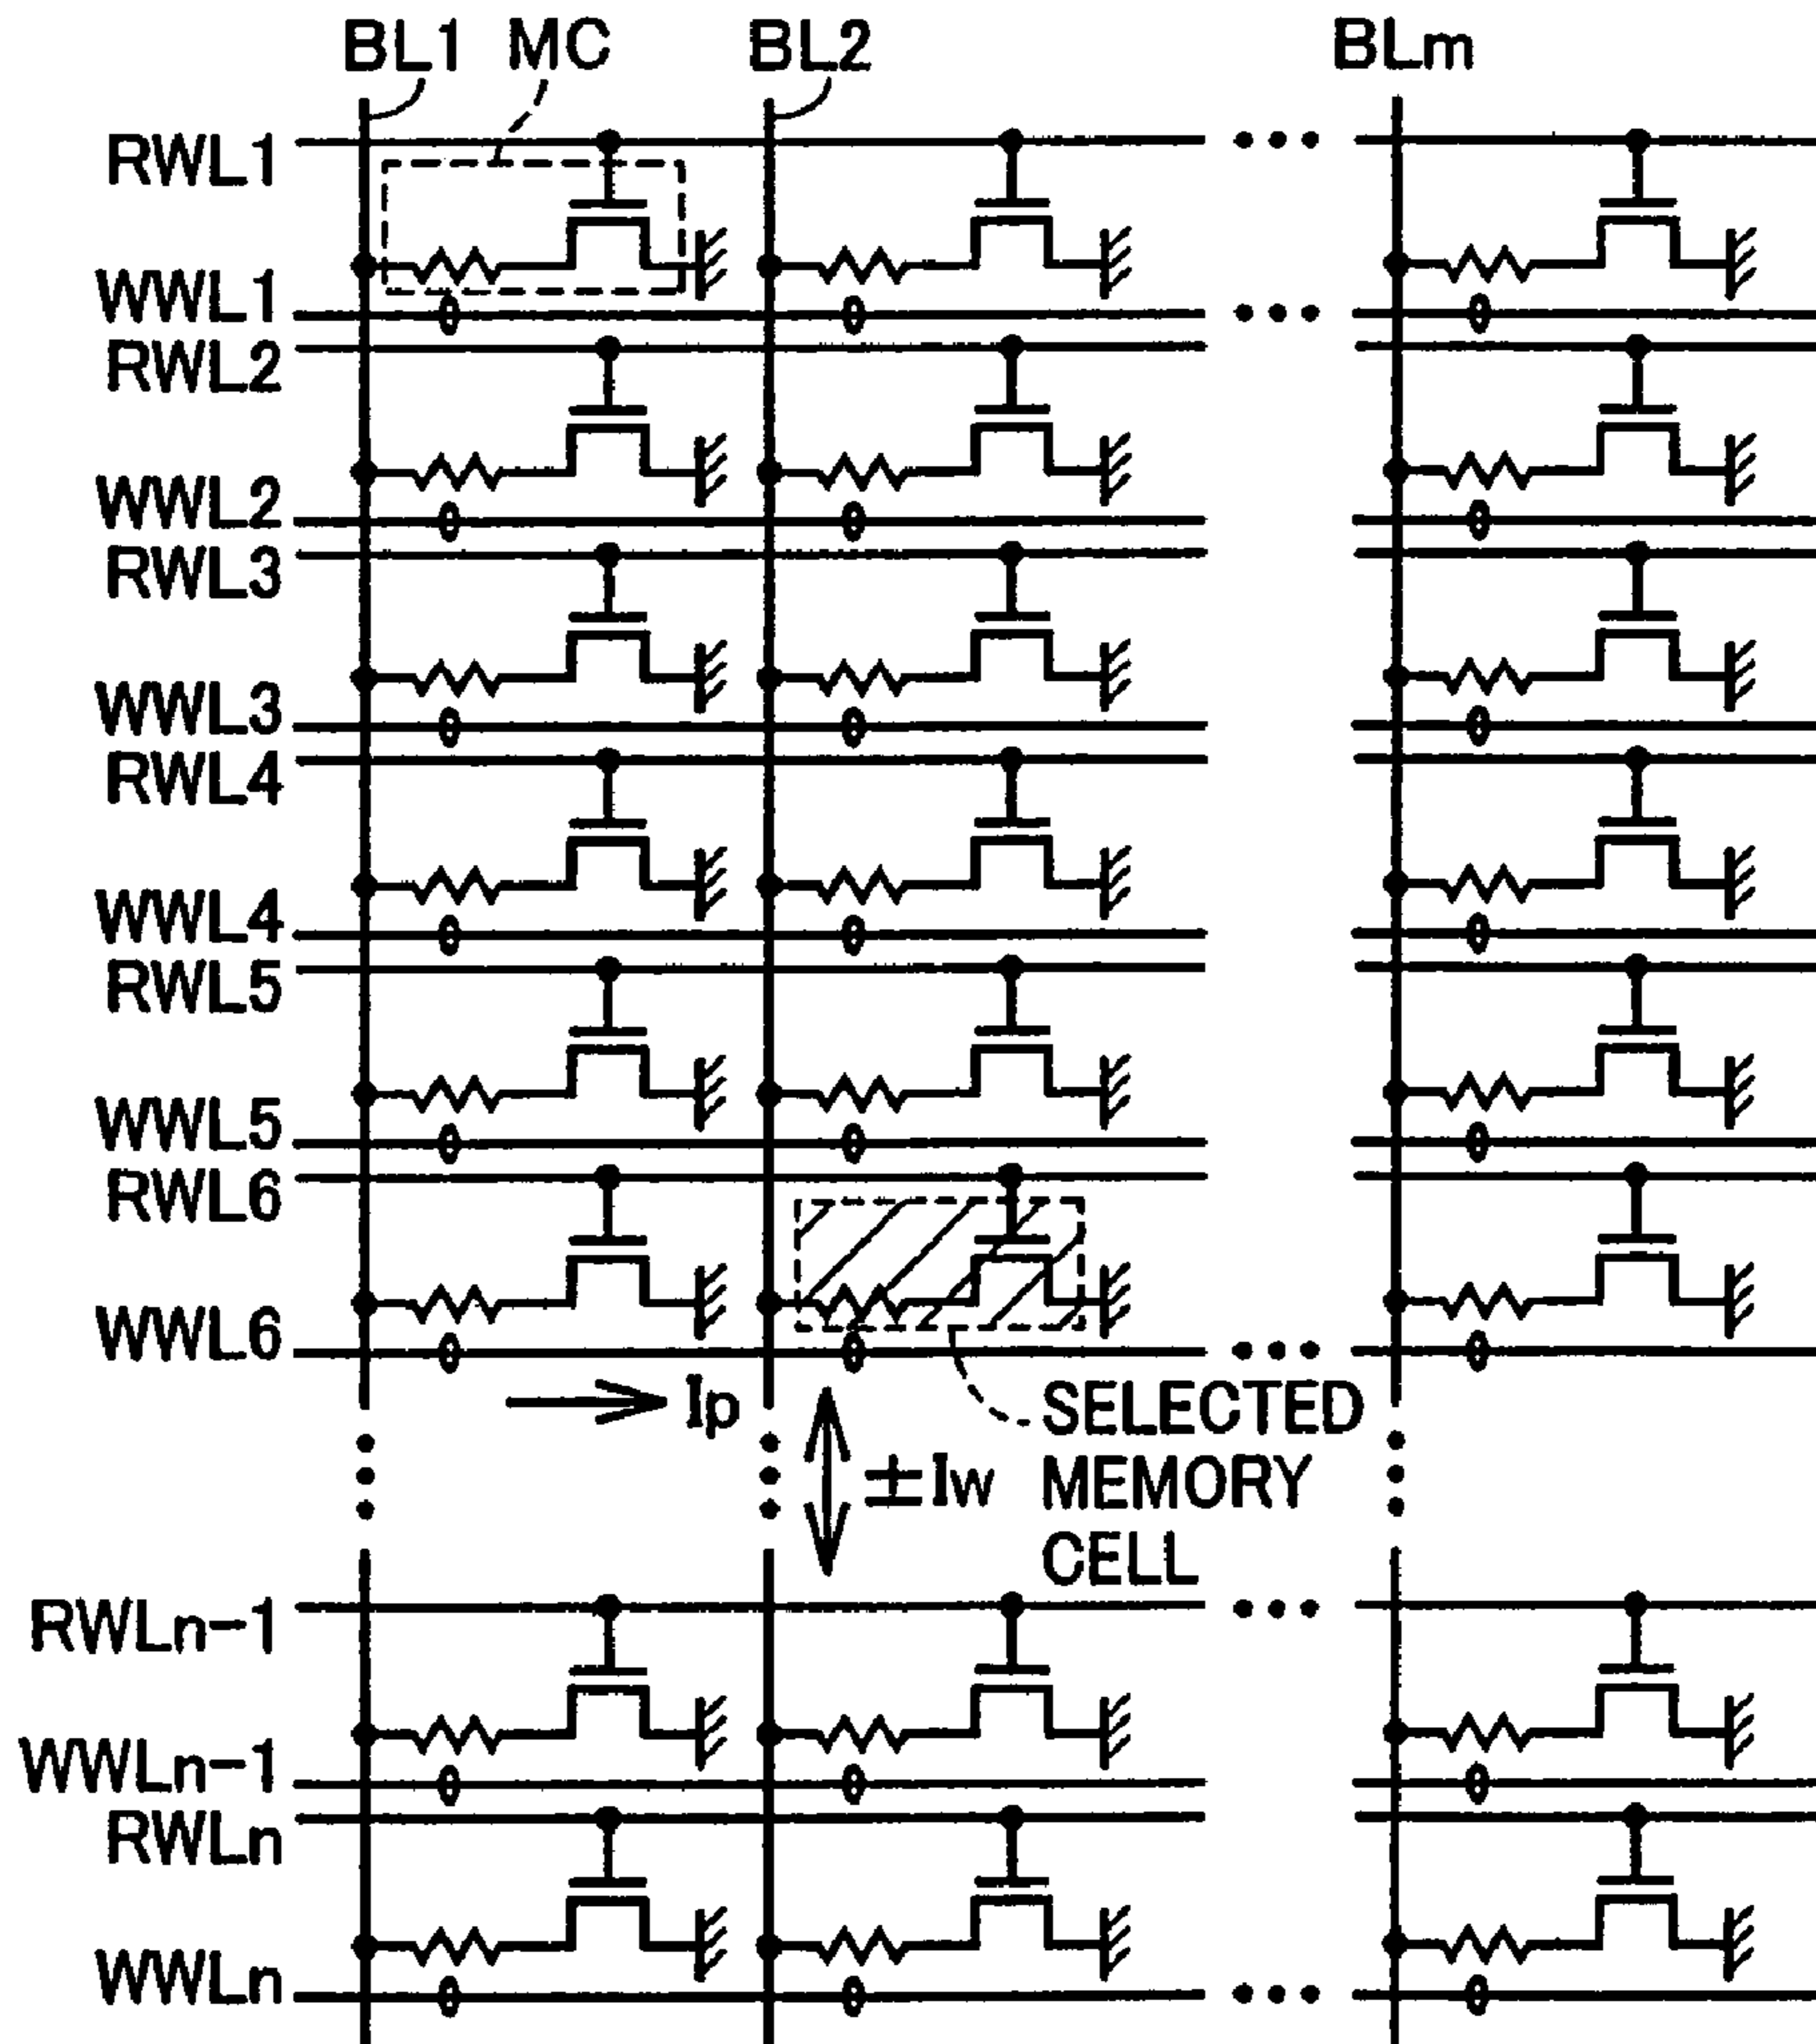 BL1 MC BL2 BLm
RWL1
WWL1
RWL2
WWL2
RWL3
WWL3
RWL4
WWL4
RWL5
WWL5
RWL6
WWL6
Ip
±Iw
SELECTED
MEMORY
CELL
RWLn-1
WWLn-1
RWLn
WWLn